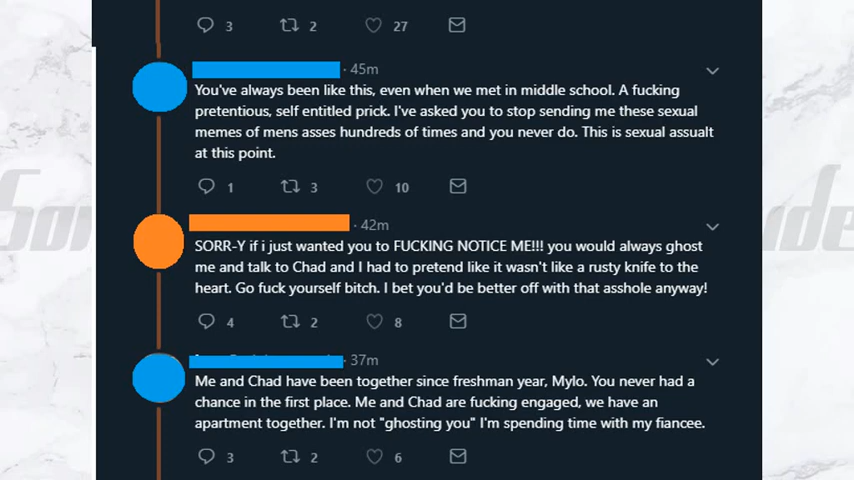 3 2 27
· 45m
You've always been like this, even when we met in middle school. A fucking
pretentious, self entitled prick. I've asked you to stop sending me these sexual
memes of mens asses hundreds of times and you never do. This is sexual assualt
at this point.
1 3 10
· 42m
SORR-Y if i just wanted you to FUCKING NOTICE ME!!! you would always ghost
me and talk to Chad and I had to pretend like it wasn't like a rusty knife to the
heart. Go fuck yourself bitch. I bet you'd be better off with that asshole anyway!
4 2 8
· 37m
Me and Chad have been together since freshman year, Mylo. You never had a
chance in the first place. Me and Chad are fucking engaged, we have an
apartment together. I'm not "ghosting you" I'm spending time with my fiancee.
3 2 6